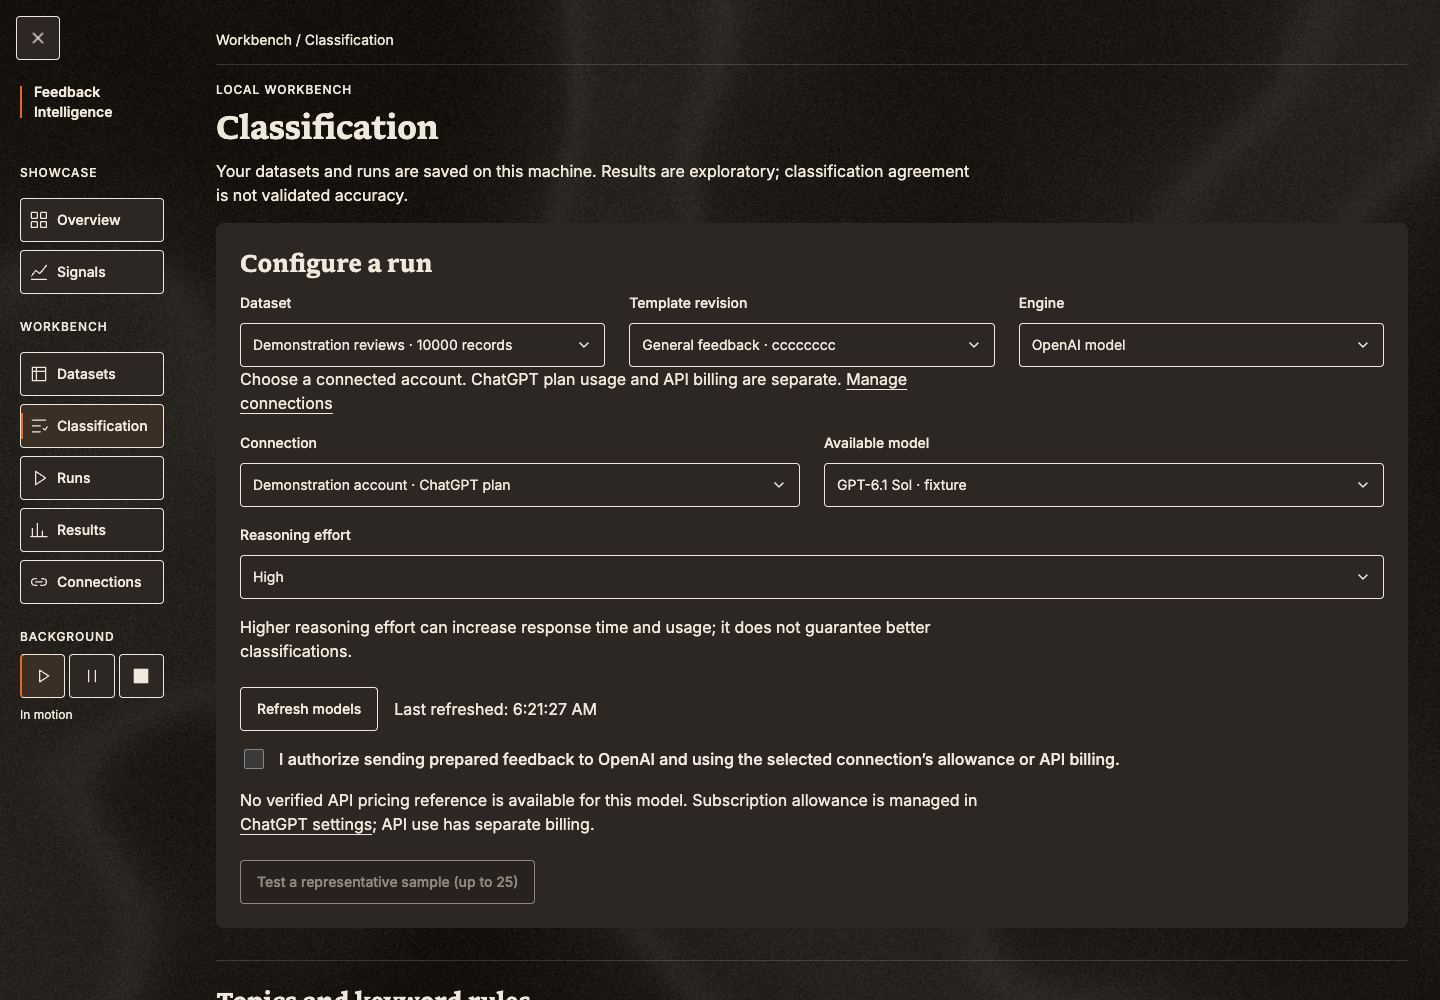 Feedback
Intelligence
SHOWCASE
Overview
Signals
WORKBENCH
Datasets
Classification
Runs
Results
Connections
BACKGROUND
In motion
Workbench / Classification
LOCAL WORKBENCH
Classification
Your datasets and runs are saved on this machine. Results are exploratory; classification agreement
is not validated accuracy.
Configure a run
Dataset
Template revision
Engine
Demonstration reviews · 10000 records
General feedback · cccccccc
OpenAI model
Choose a connected account. ChatGPT plan usage and API billing are separate. Manage
connections
Connection
Available model
Demonstration account · ChatGPT plan
GPT-6.1 Sol · fixture
Reasoning effort
High
Higher reasoning effort can increase response time and usage; it does not guarantee better
classifications.
Refresh models
Last refreshed: 6:21:27 AM
I authorize sending prepared feedback to OpenAI and using the selected connection’s allowance or API billing.
No verified API pricing reference is available for this model. Subscription allowance is managed in
ChatGPT settings; API use has separate billing.
Test a representative sample (up to 25)
Topics and keyword rules